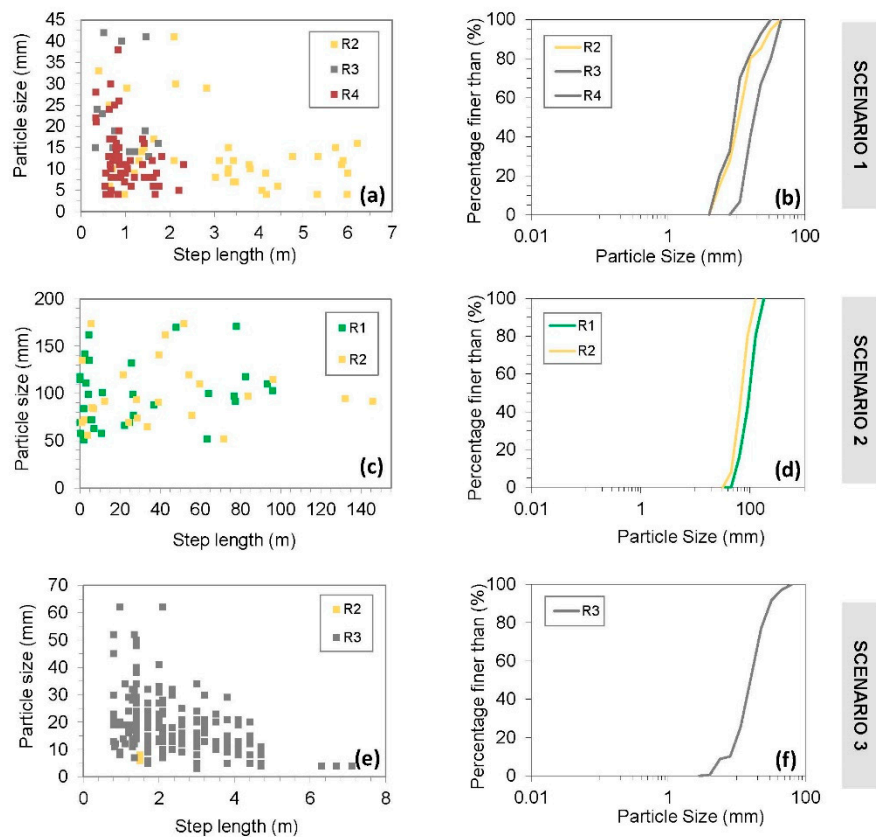 45
40
35
30
25
20
15
10
5
0
Particle size (mm)
R2
R3
R4
(a)
0 1 2 3 4 5 6 7
Step length (m)
100
80
60
40
20
0
Percentage finer than (%)
R2
R3
R4
(b)
0.01 1 100
Particle Size (mm)
SCENARIO 1
200
150
100
50
0
Particle size (mm)
R1
R2
(c)
0 20 40 60 80 100 120 140
Step length (m)
100
80
60
40
20
0
Percentage finer than (%)
R1
R2
(d)
0.01 1 100
Particle Size (mm)
SCENARIO 2
70
60
50
40
30
20
10
0
Particle size (mm)
R2
R3
(e)
0 2 4 6 8
Step length (m)
100
80
60
40
20
0
Percentage finer than (%)
R3
(f)
0.01 1 100
Particle Size (mm)
SCENARIO 3